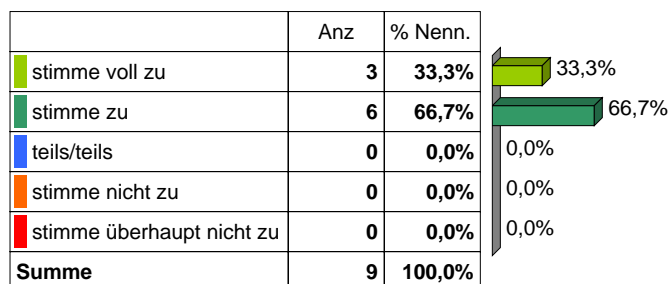 Anz % Nenn.
stimme voll zu 3 33,3% 33,3%
stimme zu 6 66,7% 66,7%
teils/teils 0 0,0% 0,0%
stimme nicht zu 0 0,0% 0,0%
stimme überhaupt nicht zu 0 0,0% 0,0%
Summe 9 100,0%